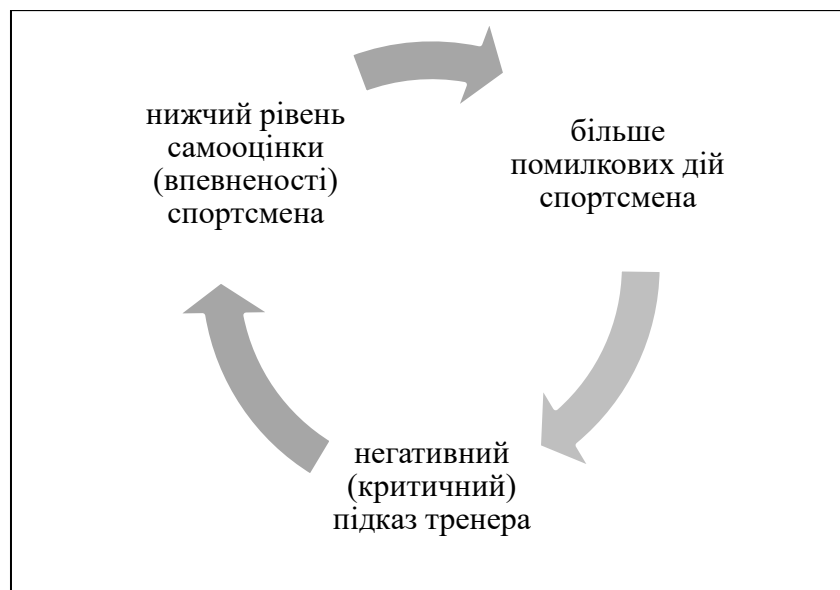 нижчий рівень
самооцінки
(впевненості)
спортсмена
більше
помилкових дій
спортсмена
негативний
(критичний)
підказ тренера